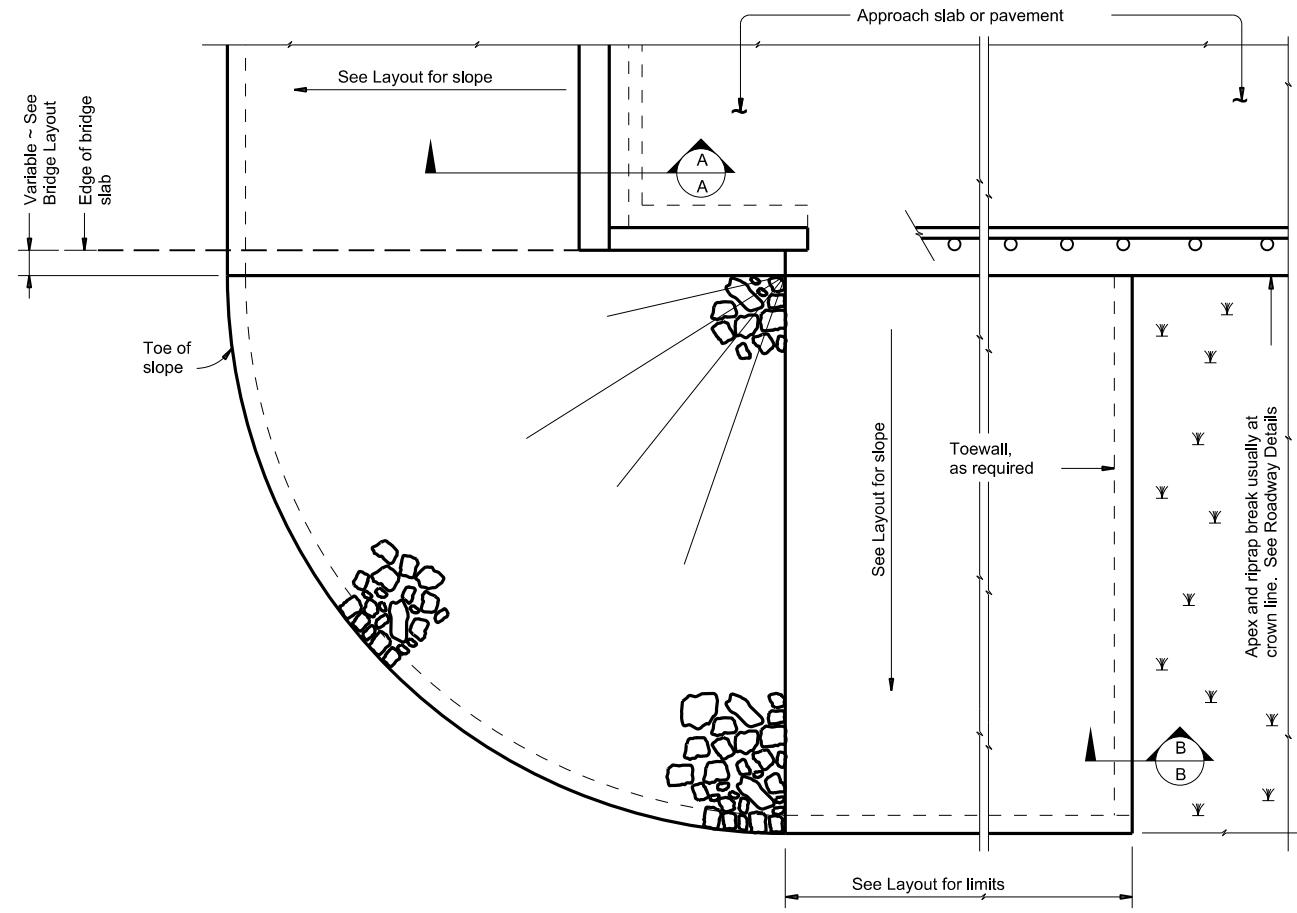 Approach slab or pavement
See Layout for slope
Variable ~ See
Bridge Layout
Edge of bridge
slab
A
A
Toe of
slope
See Layout for slope
Toewall,
as required
Apex and riprap break usually at
crown line. See Roadway Details
B
B
See Layout for limits